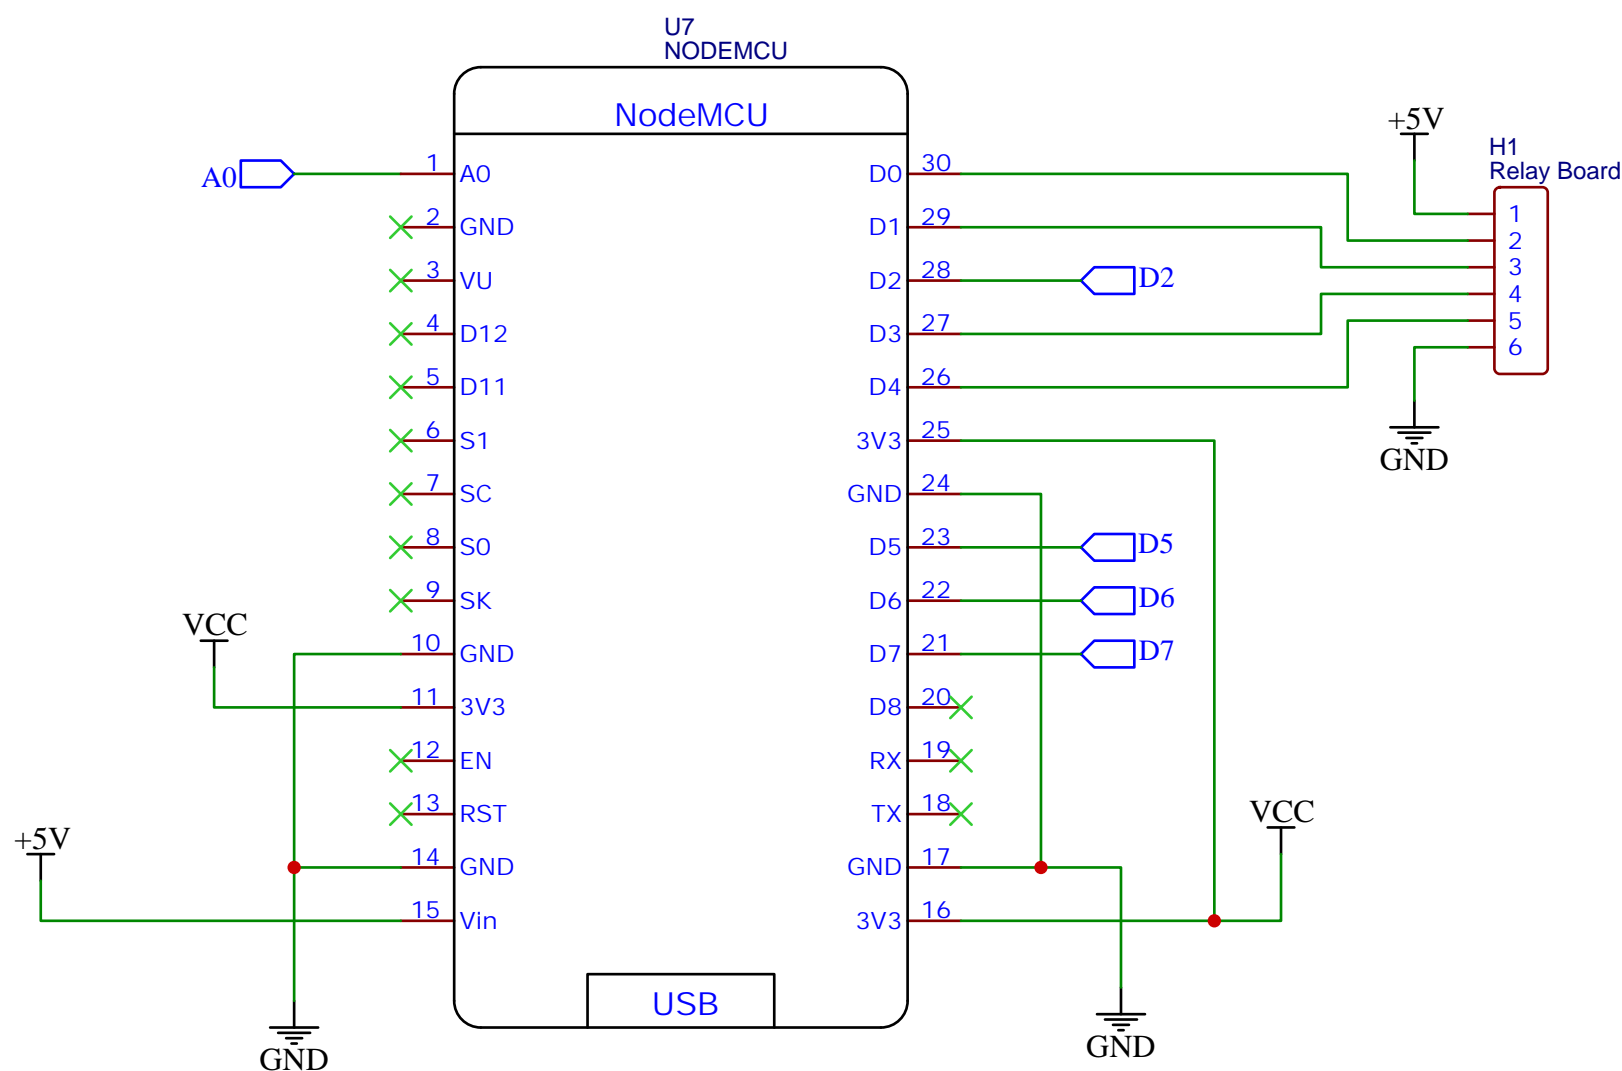 U7
NODEMCU
NodeMCU
A0
1 A0
2 GND
3 VU
4 D12
5 D11
6 S1
7 SC
8 S0
9 SK
VCC
10 GND
11 3V3
12 EN
13 RST
+5V
14 GND
15 Vin
GND
USB
D0 30
D1 29
D2 28 D2
D3 27
D4 26
3V3 25
GND 24
D5 23 D5
D6 22 D6
D7 21 D7
D8 20
RX 19
TX 18
VCC
GND 17
3V3 16
GND
+5V
H1
Relay Board
1
2
3
4
5
6
GND